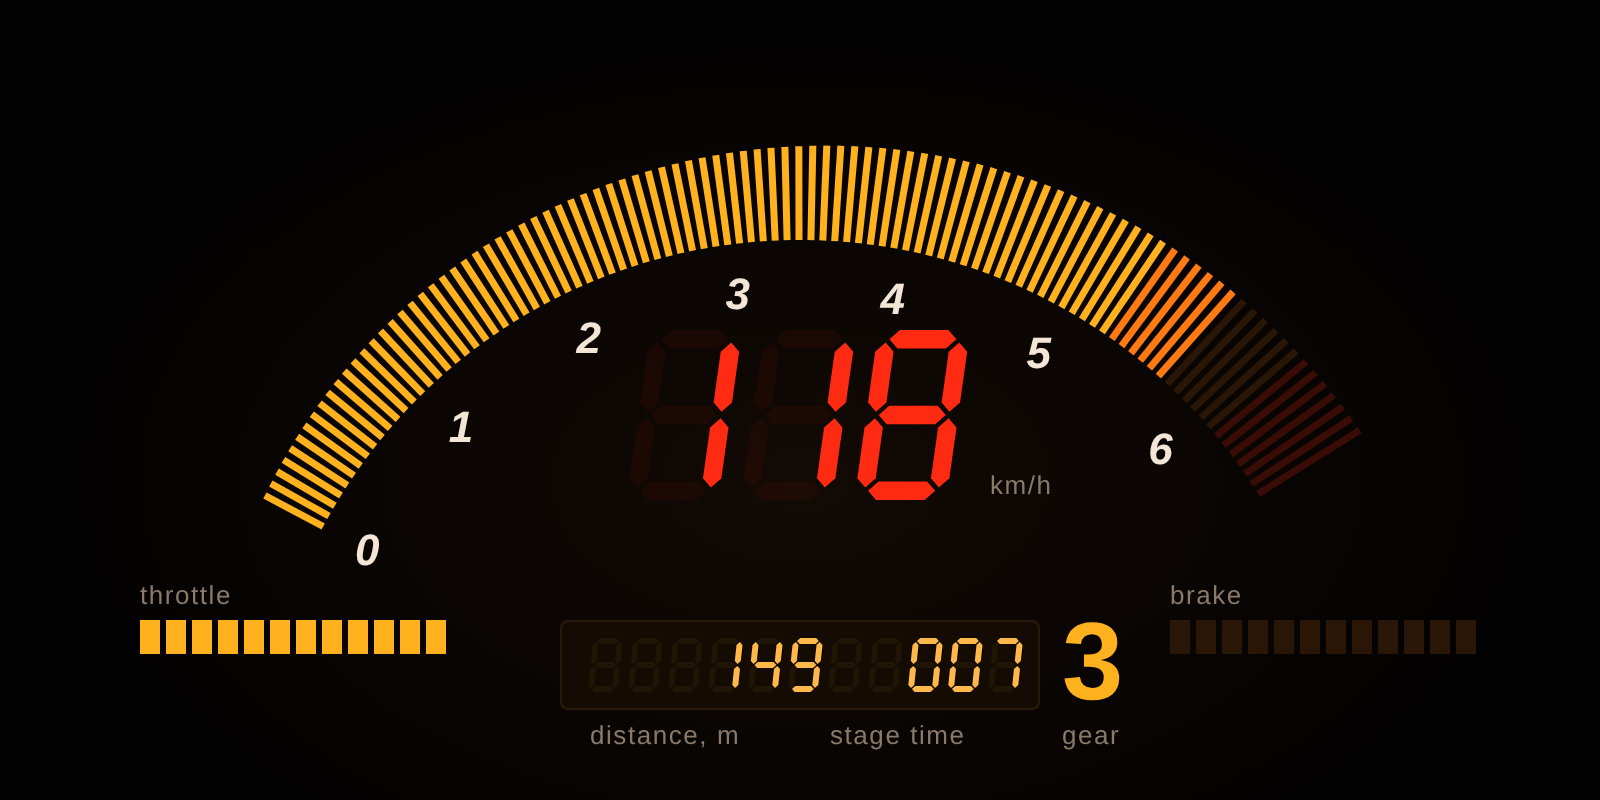 3 4
2 5
1 6
0
118 km/h
throttle brake
149 007 3
distance, m stage time gear